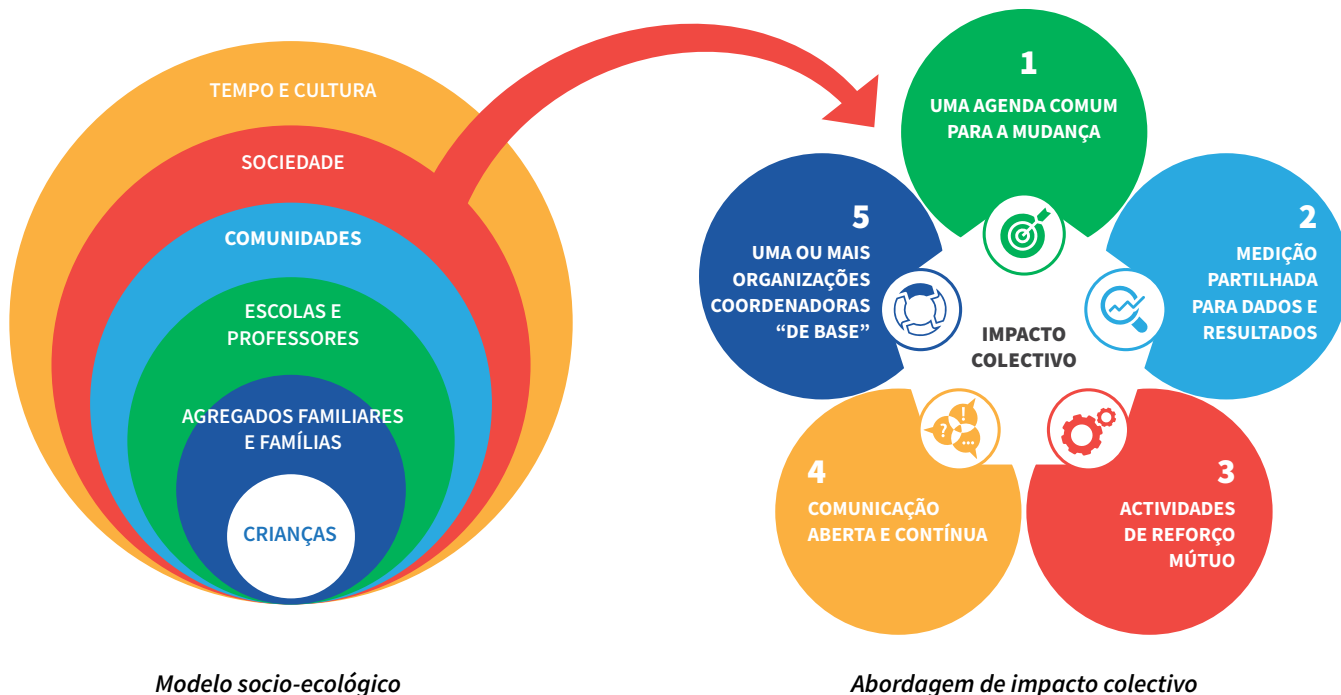 TEMPO E CULTURA
SOCIEDADE
COMUNIDADES
ESCOLAS E
PROFESSORES
AGREGADOS FAMILIARES
E FAMÍLIAS
CRIANÇAS
Modelo socio-ecológico
1
UMA AGENDA COMUM
PARA A MUDANÇA
2
MEDIÇÃO
PARTILHADA
PARA DADOS E
RESULTADOS
3
ACTIVIDADES
DE REFORÇO
MÚTUO
4
COMUNICAÇÃO
ABERTA E CONTÍNUA
5
UMA OU MAIS
ORGANIZAÇÕES
COORDENADORAS
“DE BASE”
IMPACTO
COLECTIVO
?
!
...
Abordagem de impacto colectivo